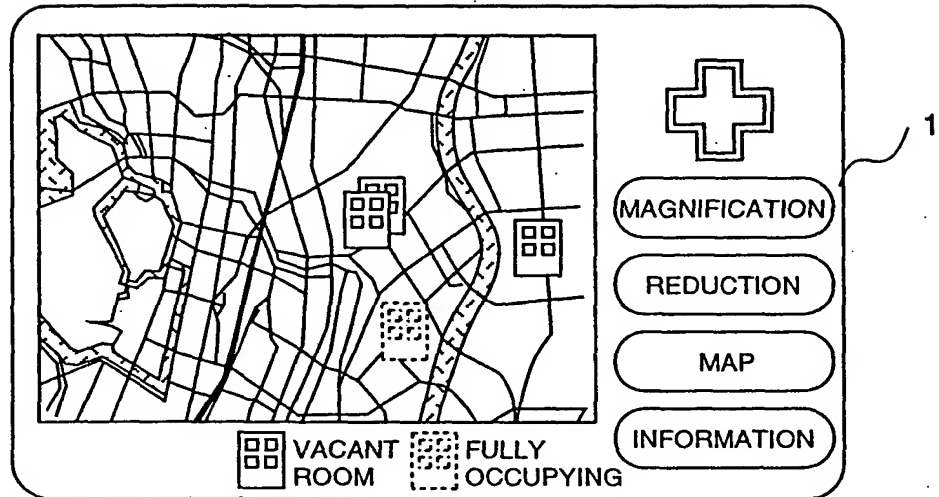 1
MAGNIFICATION
REDUCTION
MAP
INFORMATION
VACANT
ROOM
FULLY
OCCUPYING